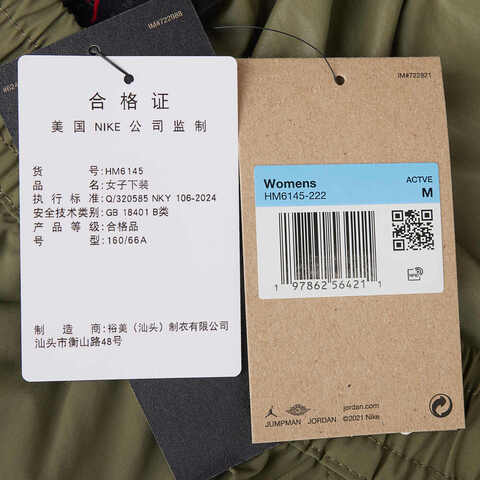 IM#722988
合格证
美国 NIKE 公司监制
货号:HM6145
品名:女子下装
执行标准:Q/320585 NKY 106-2024
安全技术类别:GB 18401 B类
产品等级:合格品
号型:160/66A
制造商:裕美（汕头）制衣有限公司
汕头市衡山路48号
IM#722921
Womens
HM6145-222
ACTVE
M
1 97862 56421 1
JUMPMAN
JORDAN
jordan.com
©2021 Nike